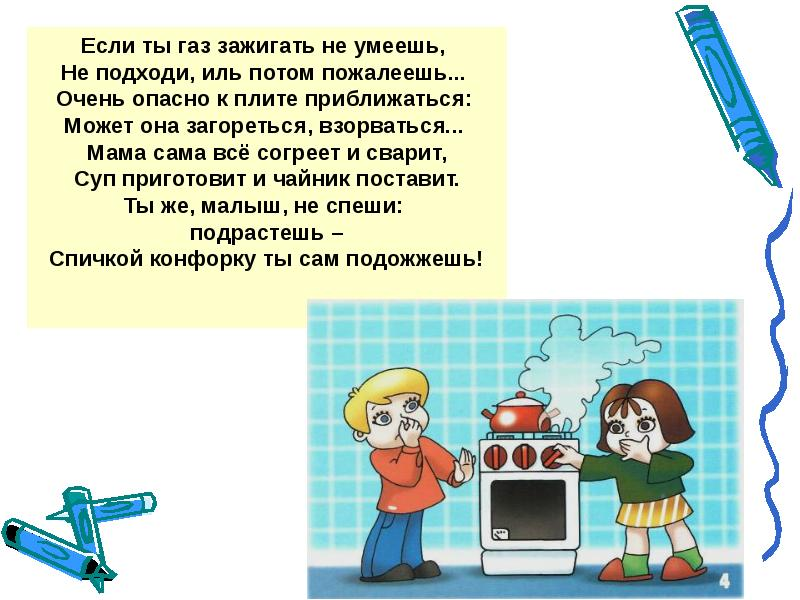 Если ты газ зажигать не умеешь,
Не подходи, иль потом пожалеешь...
Очень опасно к плите приближаться:
Может она загореться, взорваться...
Мама сама всё согреет и сварит,
Суп приготовит и чайник поставит.
Ты же, малыш, не спеши:
подрастешь –
Спичкой конфорку ты сам подожжешь!
4